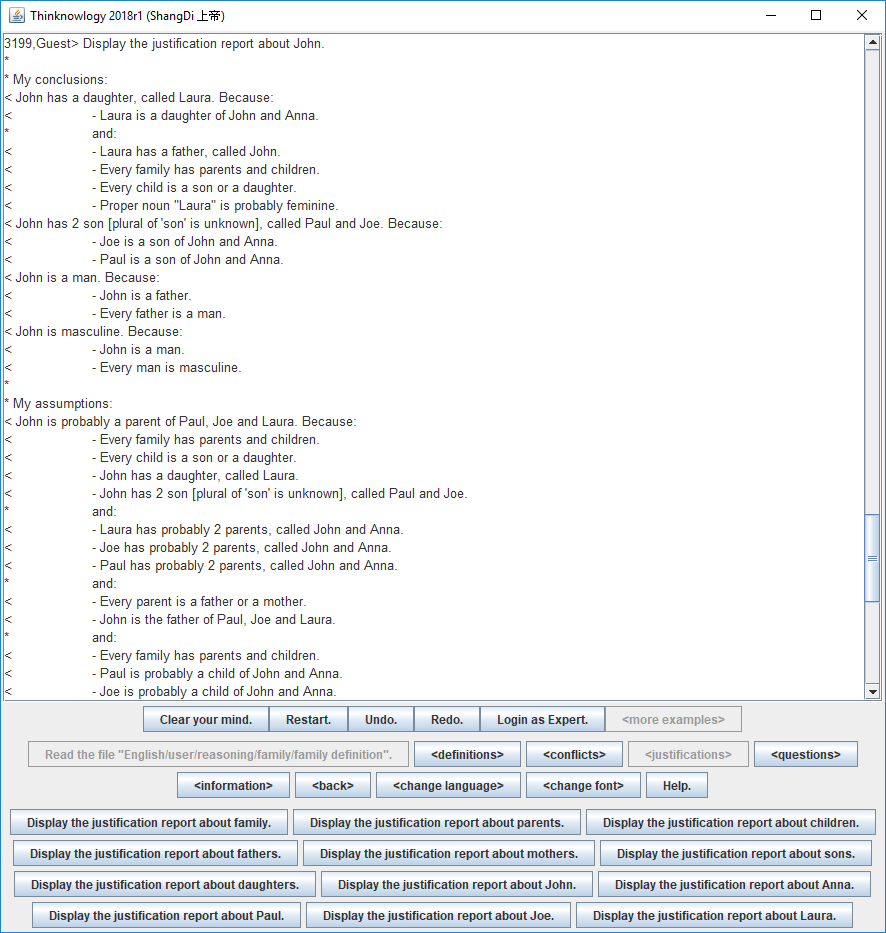 Thinknowlogy 2018r1 (ShangDi 上帝)
3199,Guest> Display the justification report about John.
*
* My conclusions:
< John has a daughter, called Laura. Because:
< - Laura is a daughter of John and Anna.
* and:
< - Laura has a father, called John.
< - Every family has parents and children.
< - Every child is a son or a daughter.
< - Proper noun "Laura" is probably feminine.
< John has 2 son [plural of 'son' is unknown], called Paul and Joe. Because:
< - Joe is a son of John and Anna.
< - Paul is a son of John and Anna.
< John is a man. Because:
< - John is a father.
< - Every father is a man.
< John is masculine. Because:
< - John is a man.
< - Every man is masculine.
*
* My assumptions:
< John is probably a parent of Paul, Joe and Laura. Because:
< - Every family has parents and children.
< - Every child is a son or a daughter.
< - John has a daughter, called Laura.
< - John has 2 son [plural of 'son' is unknown], called Paul and Joe.
* and:
< - Laura has probably 2 parents, called John and Anna.
< - Joe has probably 2 parents, called John and Anna.
< - Paul has probably 2 parents, called John and Anna.
* and:
< - Every parent is a father or a mother.
< - John is the father of Paul, Joe and Laura.
* and:
< - Every family has parents and children.
< - Paul is probably a child of John and Anna.
< - Joe is probably a child of John and Anna.
Clear your mind. Restart. Undo. Redo. Login as Expert. <more examples>
Read the file "English/user/reasoning/family/family definition". <definitions> <conflicts> <justifications> <questions>
<information> <back> <change language> <change font> Help.
Display the justification report about family. Display the justification report about parents. Display the justification report about children.
Display the justification report about fathers. Display the justification report about mothers. Display the justification report about sons.
Display the justification report about daughters. Display the justification report about John. Display the justification report about Anna.
Display the justification report about Paul. Display the justification report about Joe. Display the justification report about Laura.